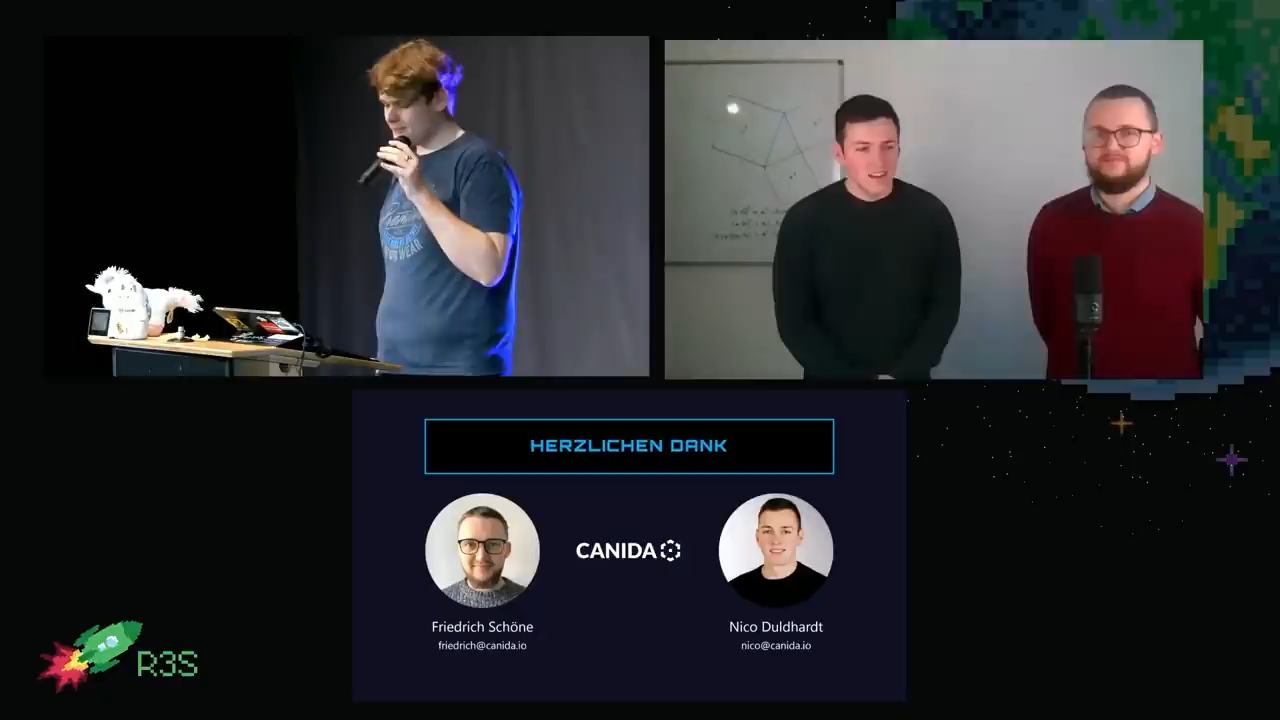 HERZLICHEN DANK
CANIDA
Friedrich Schöne
friedrich@canida.io
Nico Duldhardt
nico@canida.io
R3S